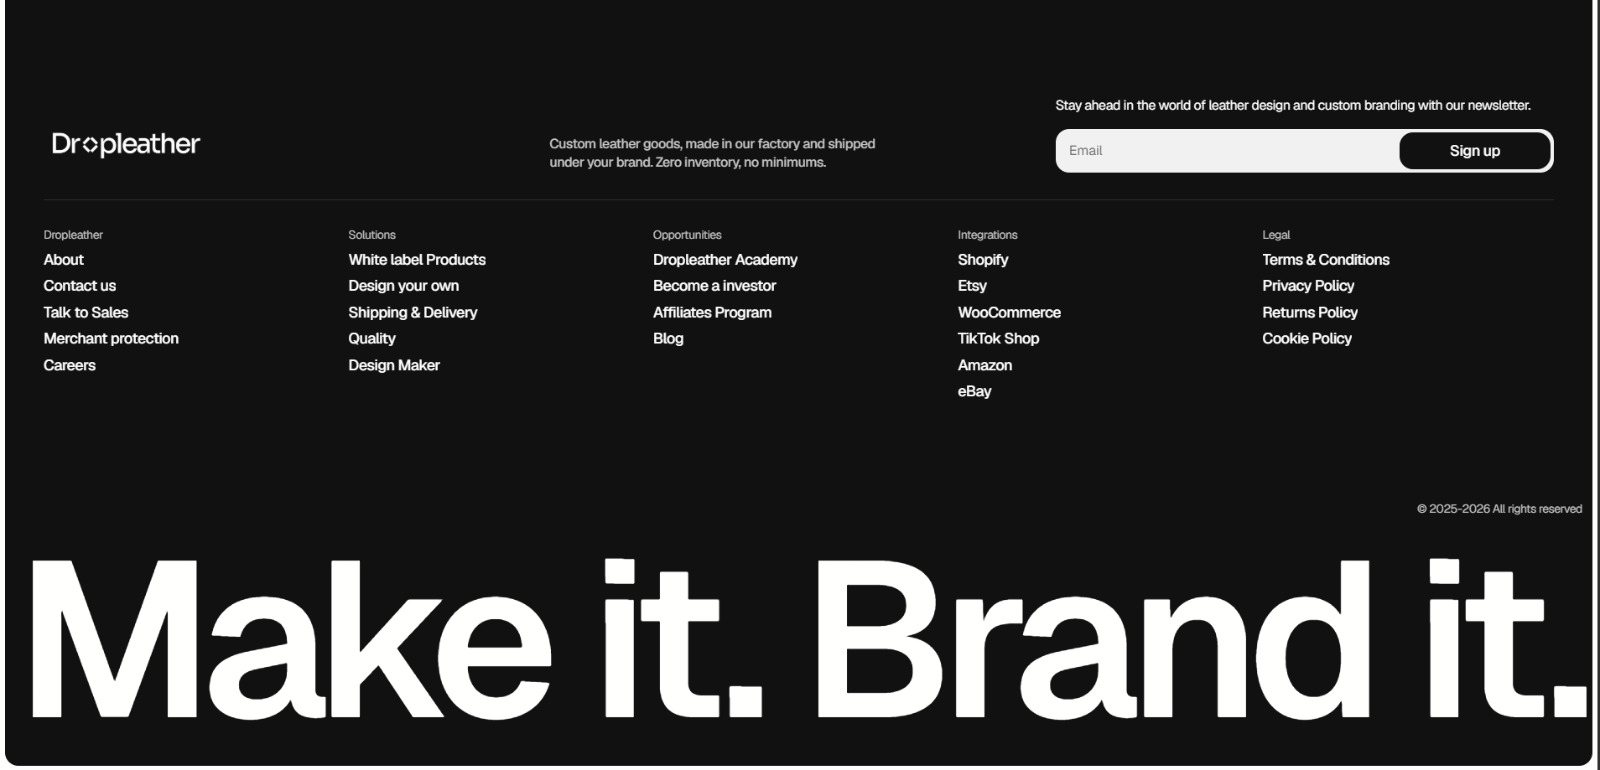 Stay ahead in the world of leather design and custom branding with our newsletter.
Dropleather
Custom leather goods, made in our factory and shipped
under your brand. Zero inventory, no minimums.
Email
Sign up
Dropleather
About
Contact us
Talk to Sales
Merchant protection
Careers
Solutions
White label Products
Design your own
Shipping & Delivery
Quality
Design Maker
Opportunities
Dropleather Academy
Become a investor
Affiliates Program
Blog
Integrations
Shopify
Etsy
WooCommerce
TikTok Shop
Amazon
eBay
Legal
Terms & Conditions
Privacy Policy
Returns Policy
Cookie Policy
© 2025-2026 All rights reserved
Make it. Brand it.